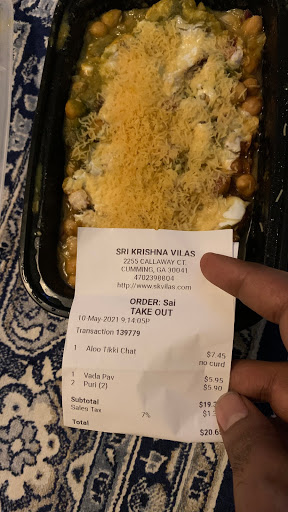 SRI KRISHNA VILAS
2255 CALLAWAY CT.
CUMMING, GA 30041
4702398804
http://www.skvilas.com
ORDER: Sai
TAKE OUT
10-May-2021 9:14:05P
Transaction 139779
1 Aloo Tikki Chat $7.45
no curd
1 Vada Pav $5.95
2 Puri (2) $5.90
Subtotal
Sales Tax 7%
Total